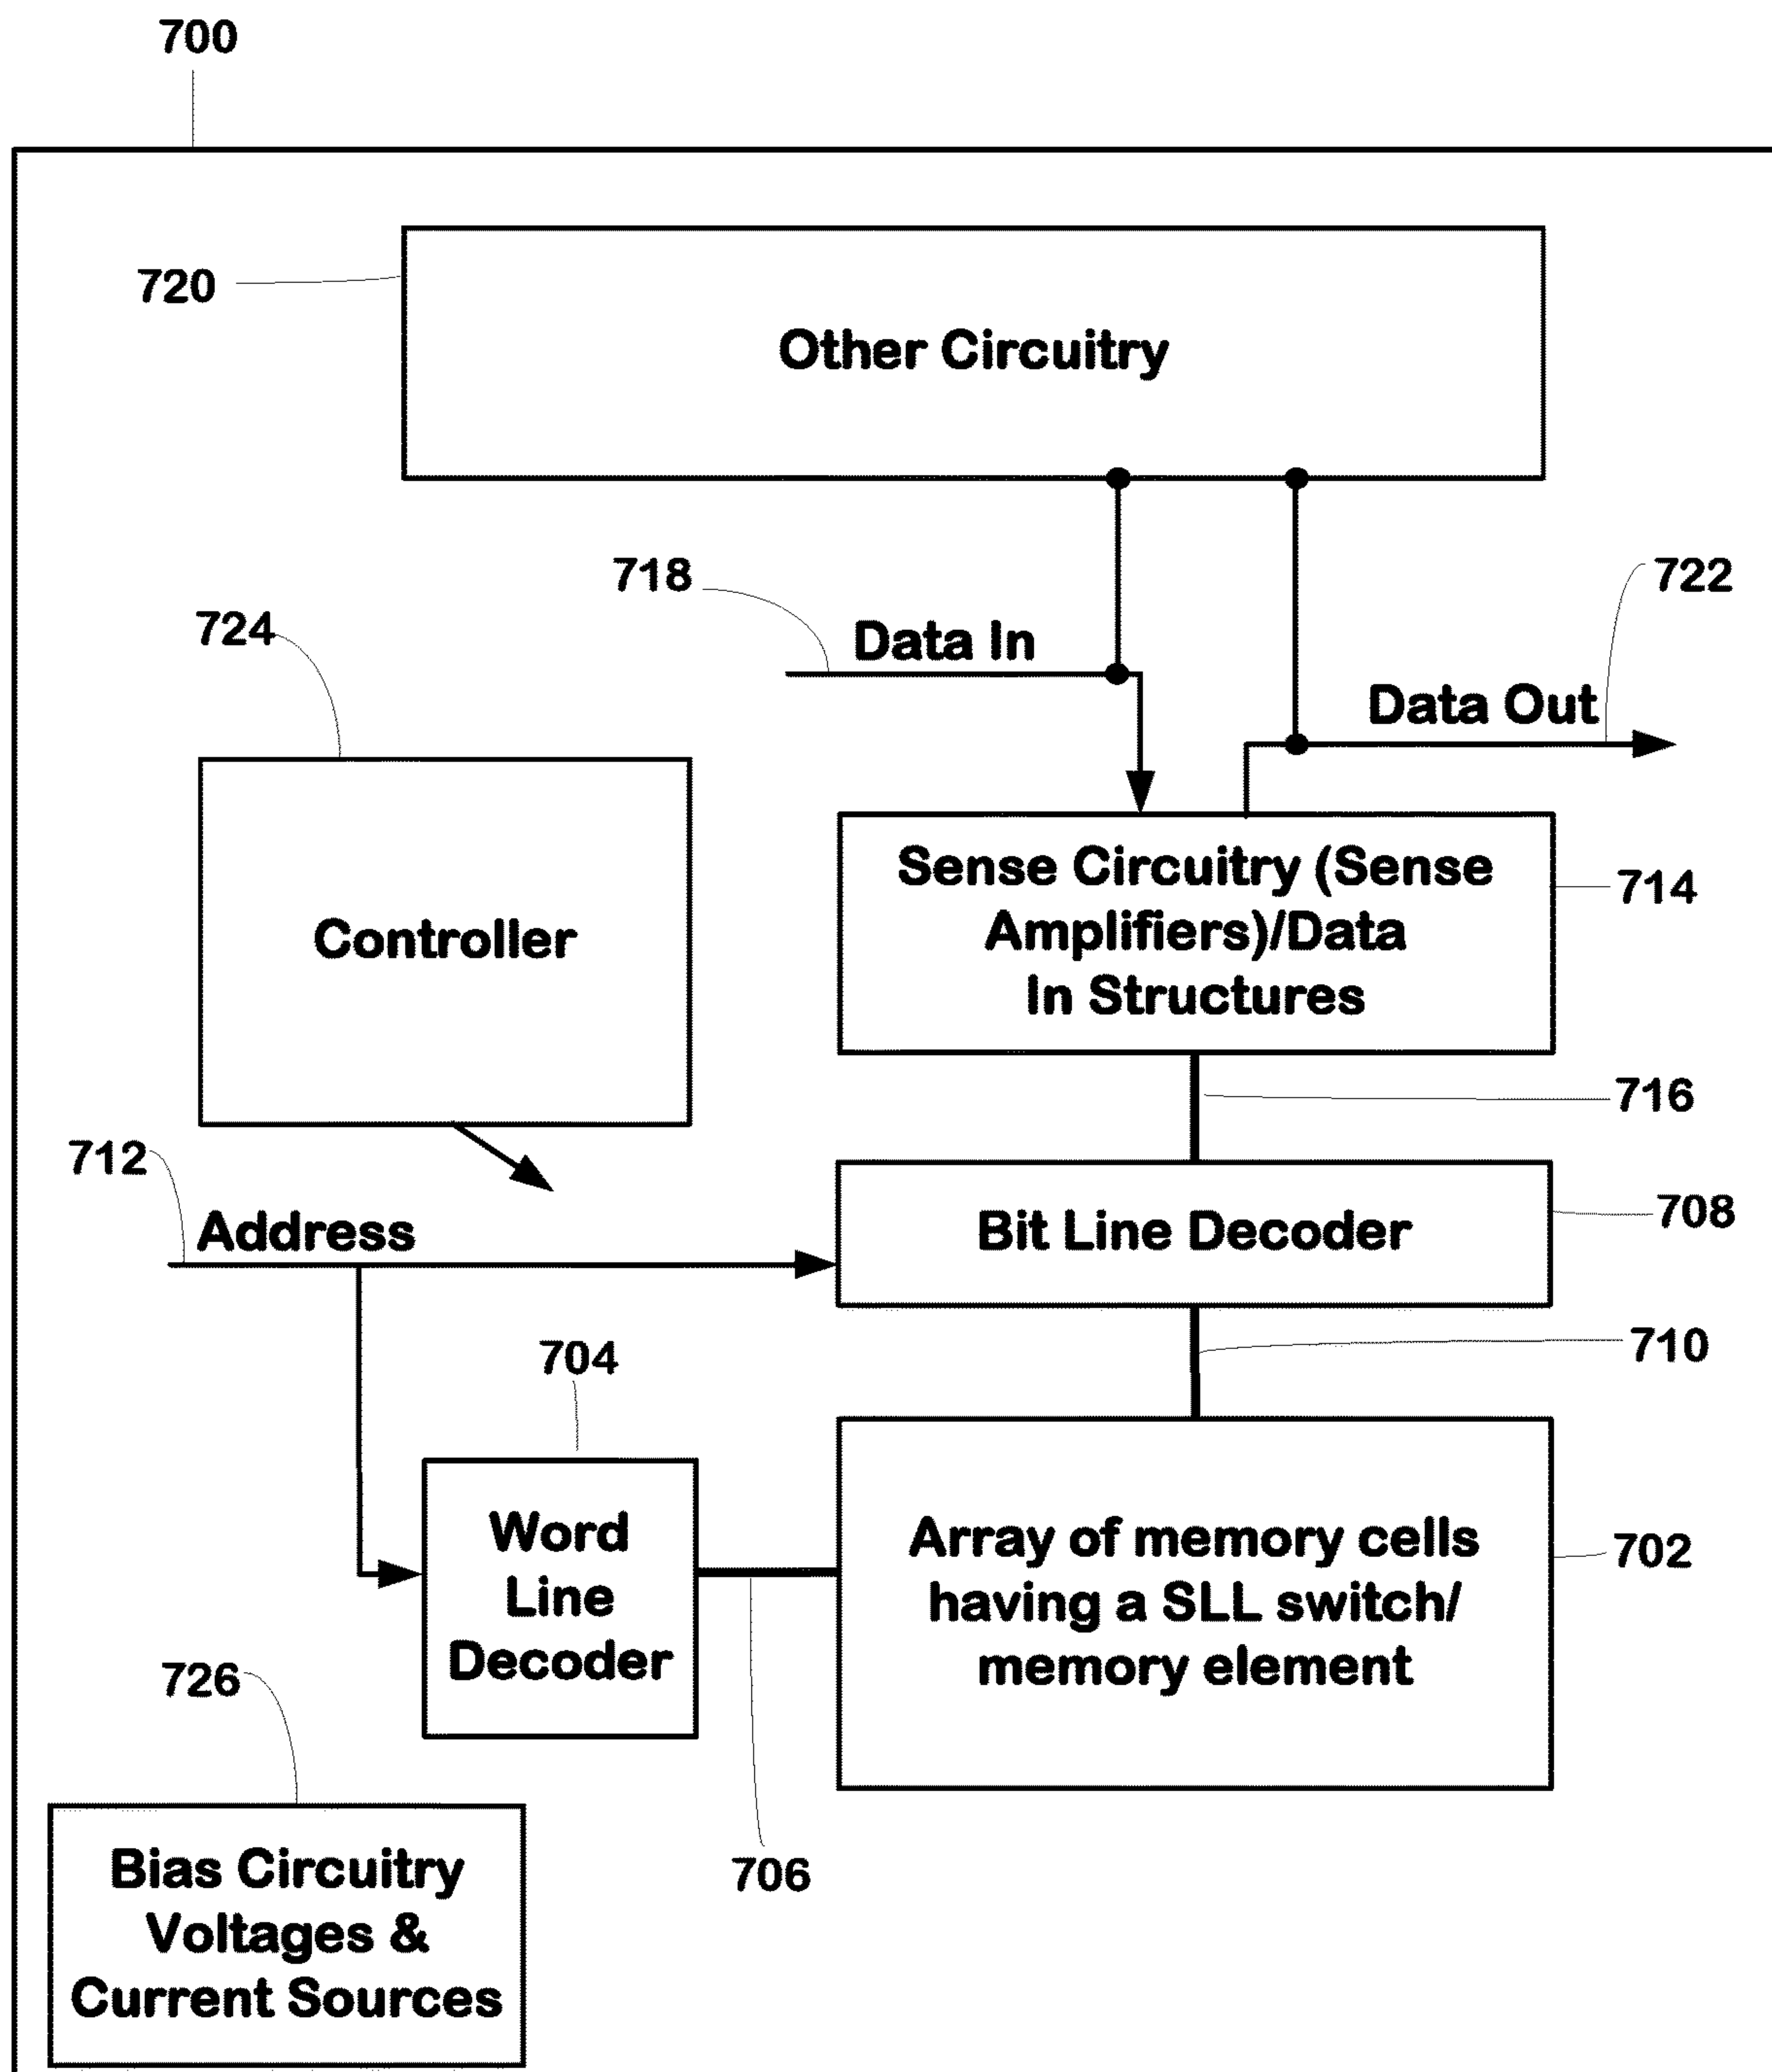 700
720
Other Circuitry
718
722
724
Data In
Data Out
Controller
Sense Circuitry (Sense
Amplifiers)/Data
In Structures
714
716
712
Address
Bit Line Decoder
708
710
704
Word
Line
Decoder
706
Array of memory cells
having a SLL switch/
memory element
702
726
Bias Circuitry
Voltages &
Current Sources